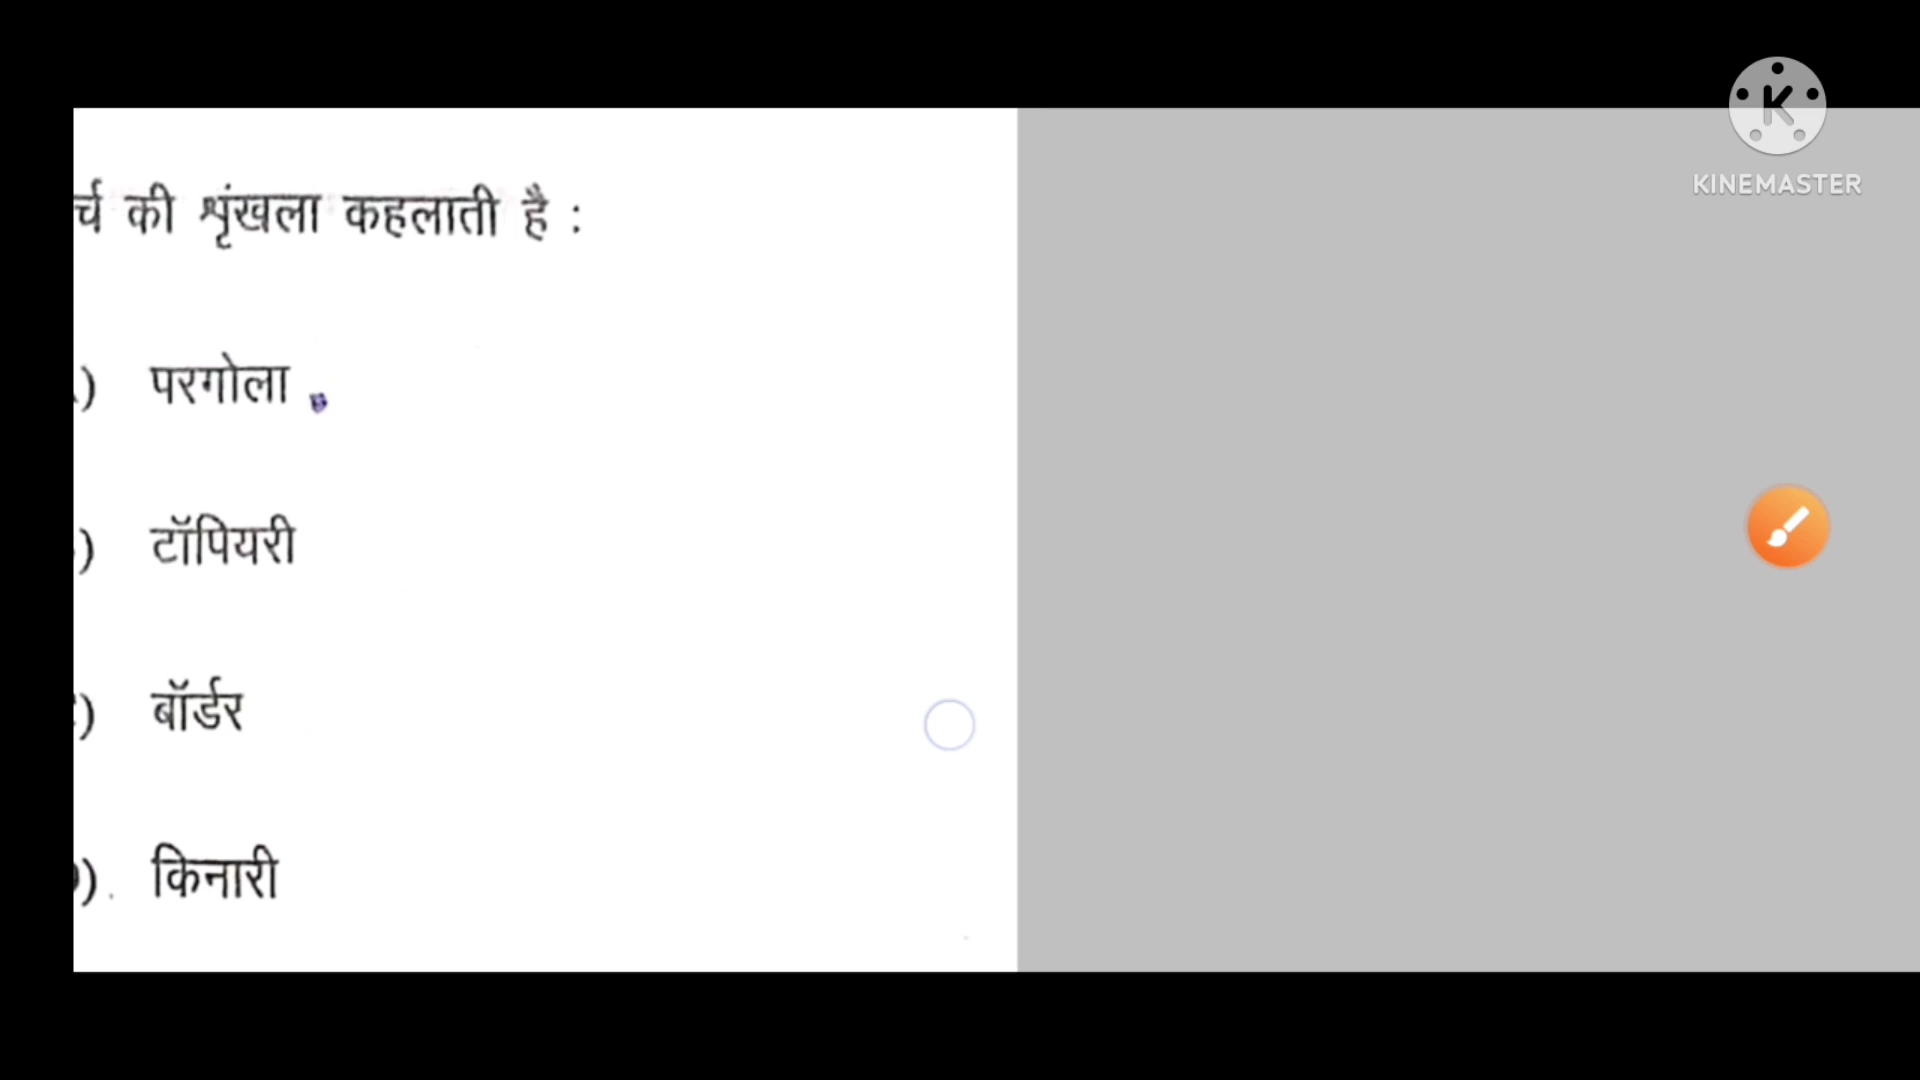 र्च की शृंखला कहलाती है :
) परगोला
) टॉपियरी
) बॉर्डर
). किनारी
KINEMASTER